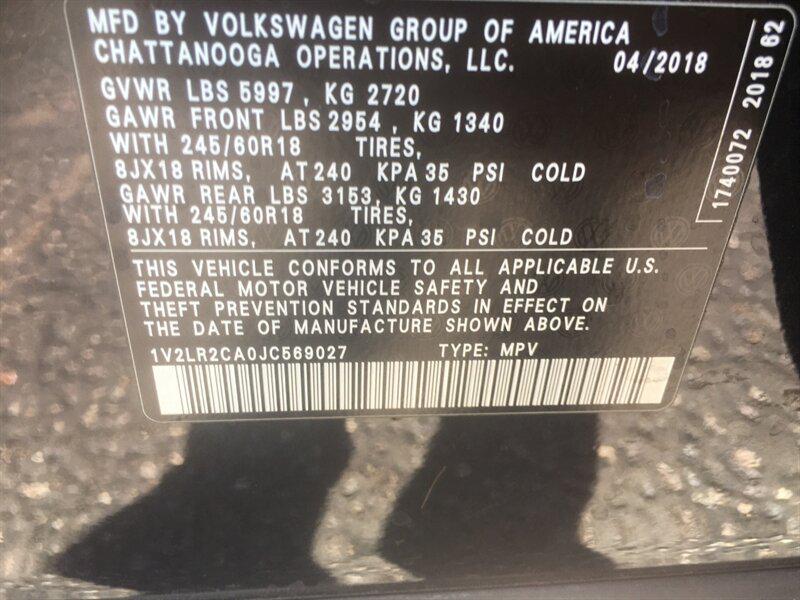 MFD BY VOLKSWAGEN GROUP OF AMERICA
CHATTANOOGA OPERATIONS, LLC. 04/2018
GVWR LBS 5997, KG 2720
GAWR FRONT LBS 2954, KG 1340
WITH 245/60R18 TIRES,
8JX18 RIMS, AT 240 KPA 35 PSI COLD
GAWR REAR LBS 3153, KG 1430
WITH 245/60R18 TIRES,
8JX18 RIMS, AT 240 KPA 35 PSI COLD
THIS VEHICLE CONFORMS TO ALL APPLICABLE U.S.
FEDERAL MOTOR VEHICLE SAFETY AND
THEFT PREVENTION STANDARDS IN EFFECT ON
THE DATE OF MANUFACTURE SHOWN ABOVE.
1V2LR2CA0JC569027 TYPE: MPV
1740072 2018 62